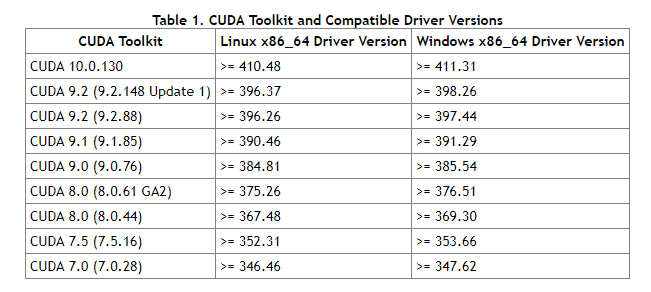 Table 1. CUDA Toolkit and Compatible Driver Versions
CUDA Toolkit Linux x86_64 Driver Version Windows x86_64 Driver Version
CUDA 10.0.130 >= 410.48 >= 411.31
CUDA 9.2 (9.2.148 Update 1) >= 396.37 >= 398.26
CUDA 9.2 (9.2.88) >= 396.26 >= 397.44
CUDA 9.1 (9.1.85) >= 390.46 >= 391.29
CUDA 9.0 (9.0.76) >= 384.81 >= 385.54
CUDA 8.0 (8.0.61 GA2) >= 375.26 >= 376.51
CUDA 8.0 (8.0.44) >= 367.48 >= 369.30
CUDA 7.5 (7.5.16) >= 352.31 >= 353.66
CUDA 7.0 (7.0.28) >= 346.46 >= 347.62